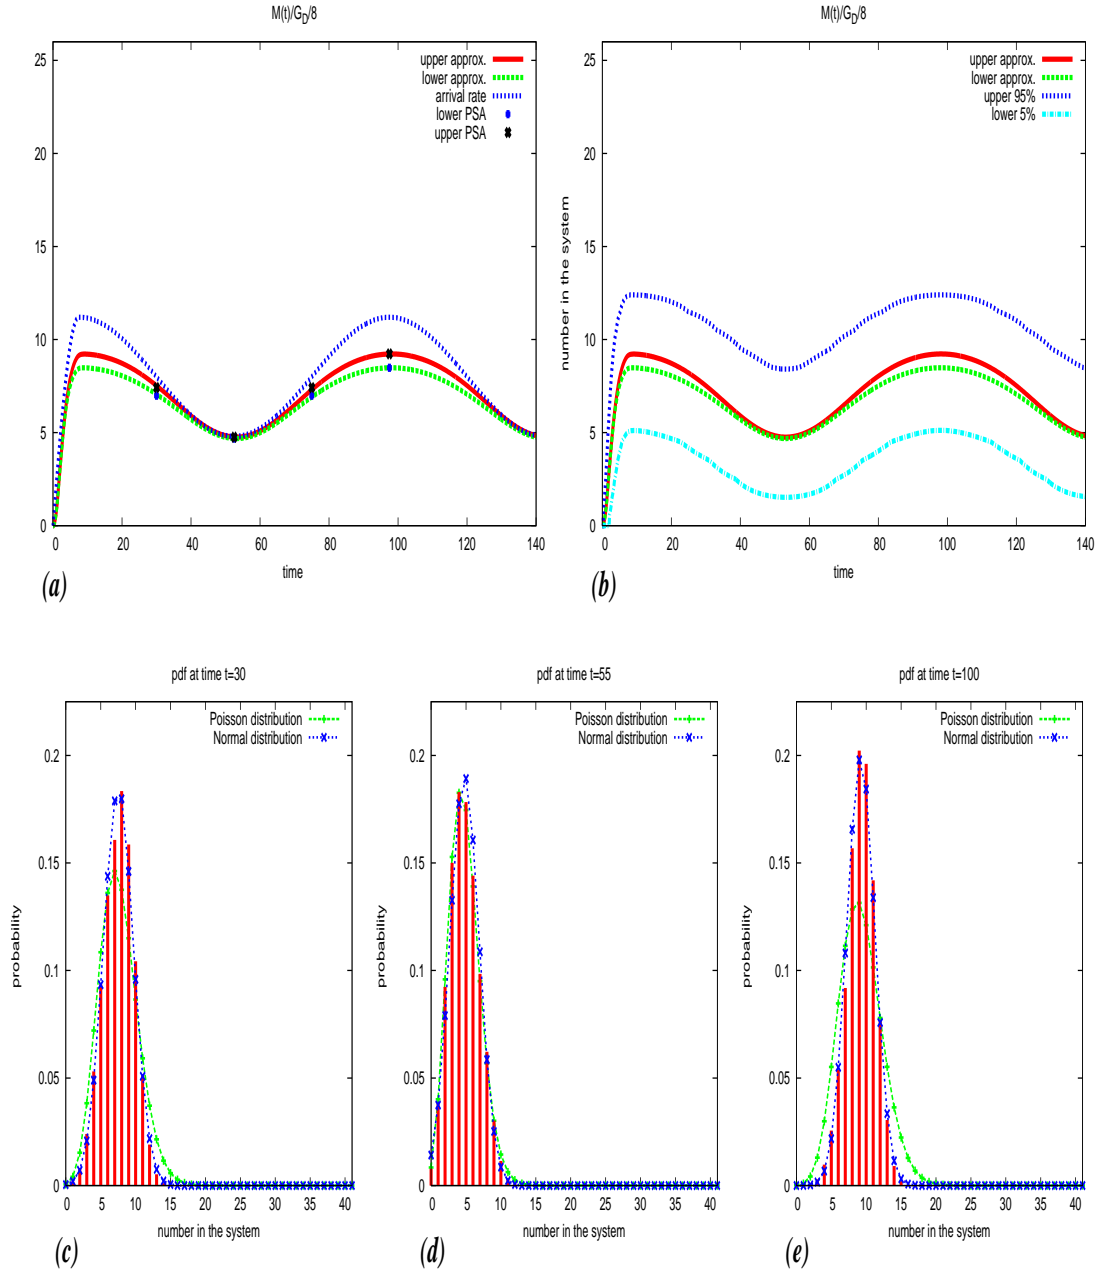 M(t)/G_D/8
upper approx.
lower approx.
arrival rate
lower PSA
upper PSA
25
20
15
10
5
0
0 20 40 60 80 100 120 140
time
(a)
M(t)/G_D/8
upper approx.
lower approx.
upper 95%
lower 5%
number in the system
25
20
15
10
5
0
0 20 40 60 80 100 120 140
time
(b)
pdf at time t=30
Poisson distribution
Normal distribution
probability
0.2
0.15
0.1
0.05
0
0 5 10 15 20 25 30 35 40
number in the system
(c)
pdf at time t=55
Poisson distribution
Normal distribution
probability
0.2
0.15
0.1
0.05
0
0 5 10 15 20 25 30 35 40
number in the system
(d)
pdf at time t=100
Poisson distribution
Normal distribution
probability
0.2
0.15
0.1
0.05
0
0 5 10 15 20 25 30 35 40
number in the system
(e)